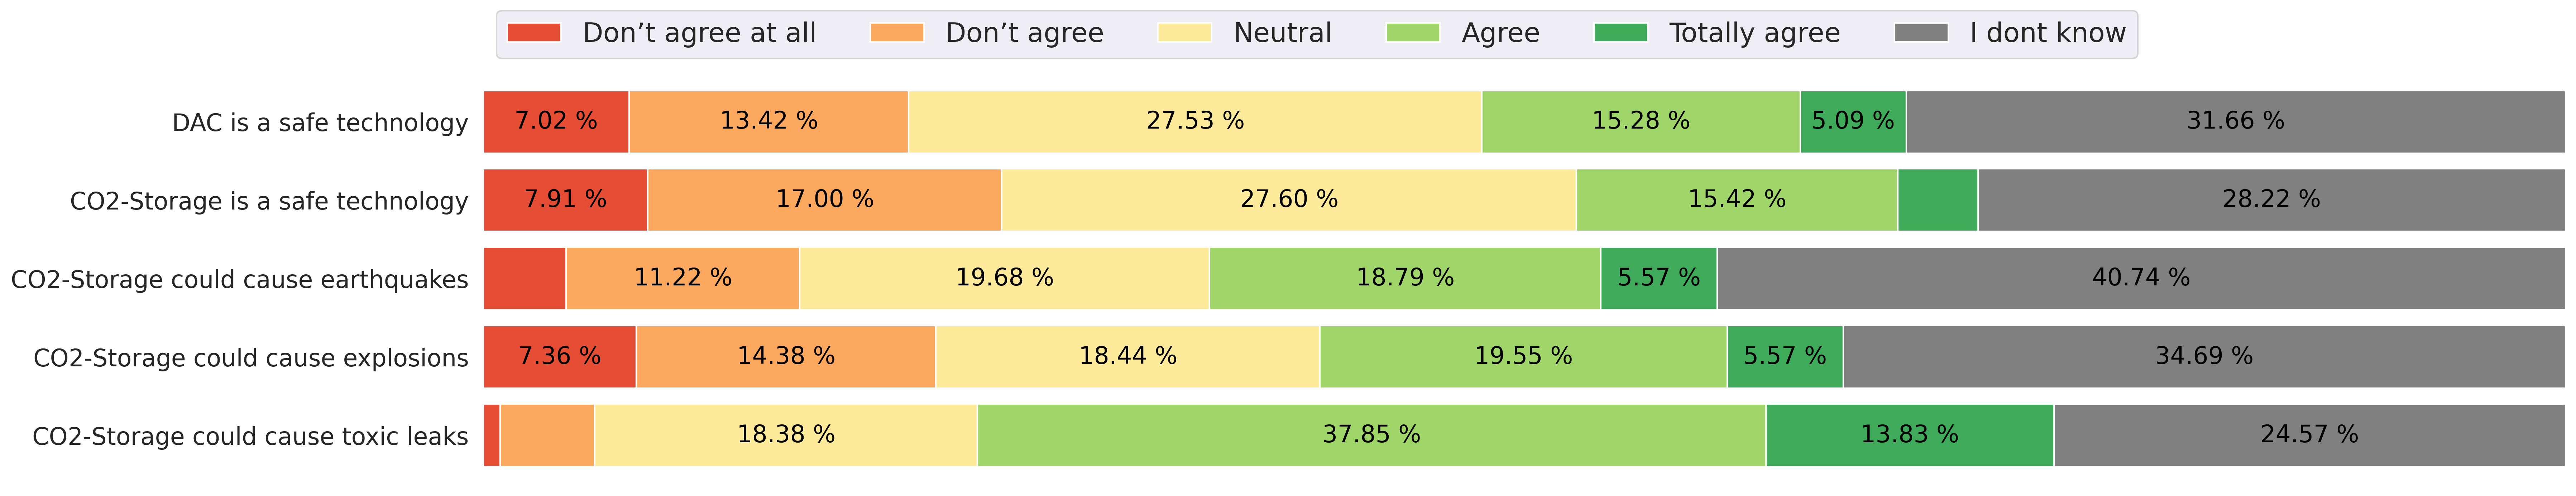 Don’t agree at all Don’t agree Neutral Agree Totally agree I dont know
DAC is a safe technology 7.02 % 13.42 % 27.53 % 15.28 % 5.09 % 31.66 %
CO2-Storage is a safe technology 7.91 % 17.00 % 27.60 % 15.42 % 28.22 %
CO2-Storage could cause earthquakes 11.22 % 19.68 % 18.79 % 5.57 % 40.74 %
CO2-Storage could cause explosions 7.36 % 14.38 % 18.44 % 19.55 % 5.57 % 34.69 %
CO2-Storage could cause toxic leaks 18.38 % 37.85 % 13.83 % 24.57 %